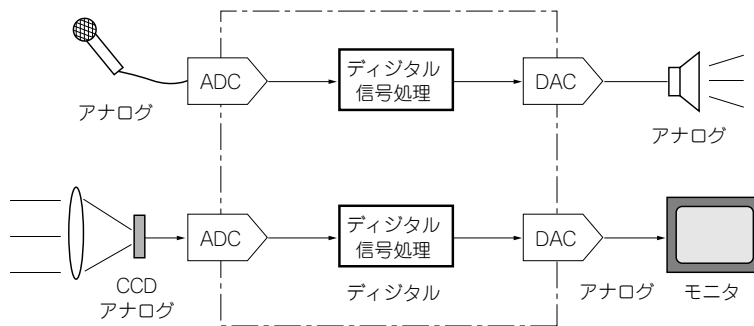 ADC
ディジタル
信号処理
DAC
アナログ
アナログ
ADC
ディジタル
信号処理
DAC
CCD
アナログ
ディジタル
アナログ
モニタ